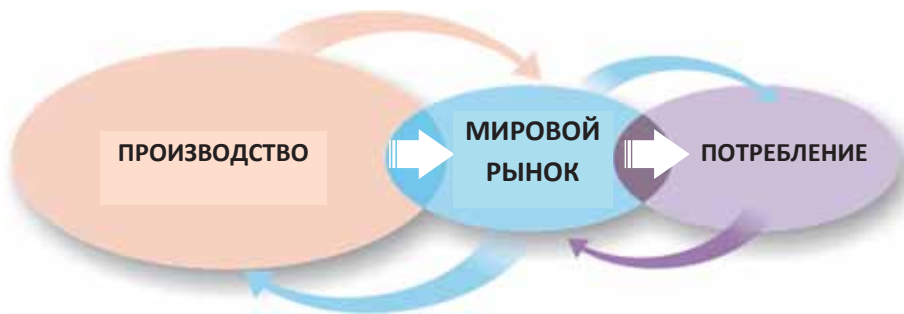 ПРОИЗВОДСТВО
МИРОВОЙ
РЫНОК
ПОТРЕБЛЕНИЕ